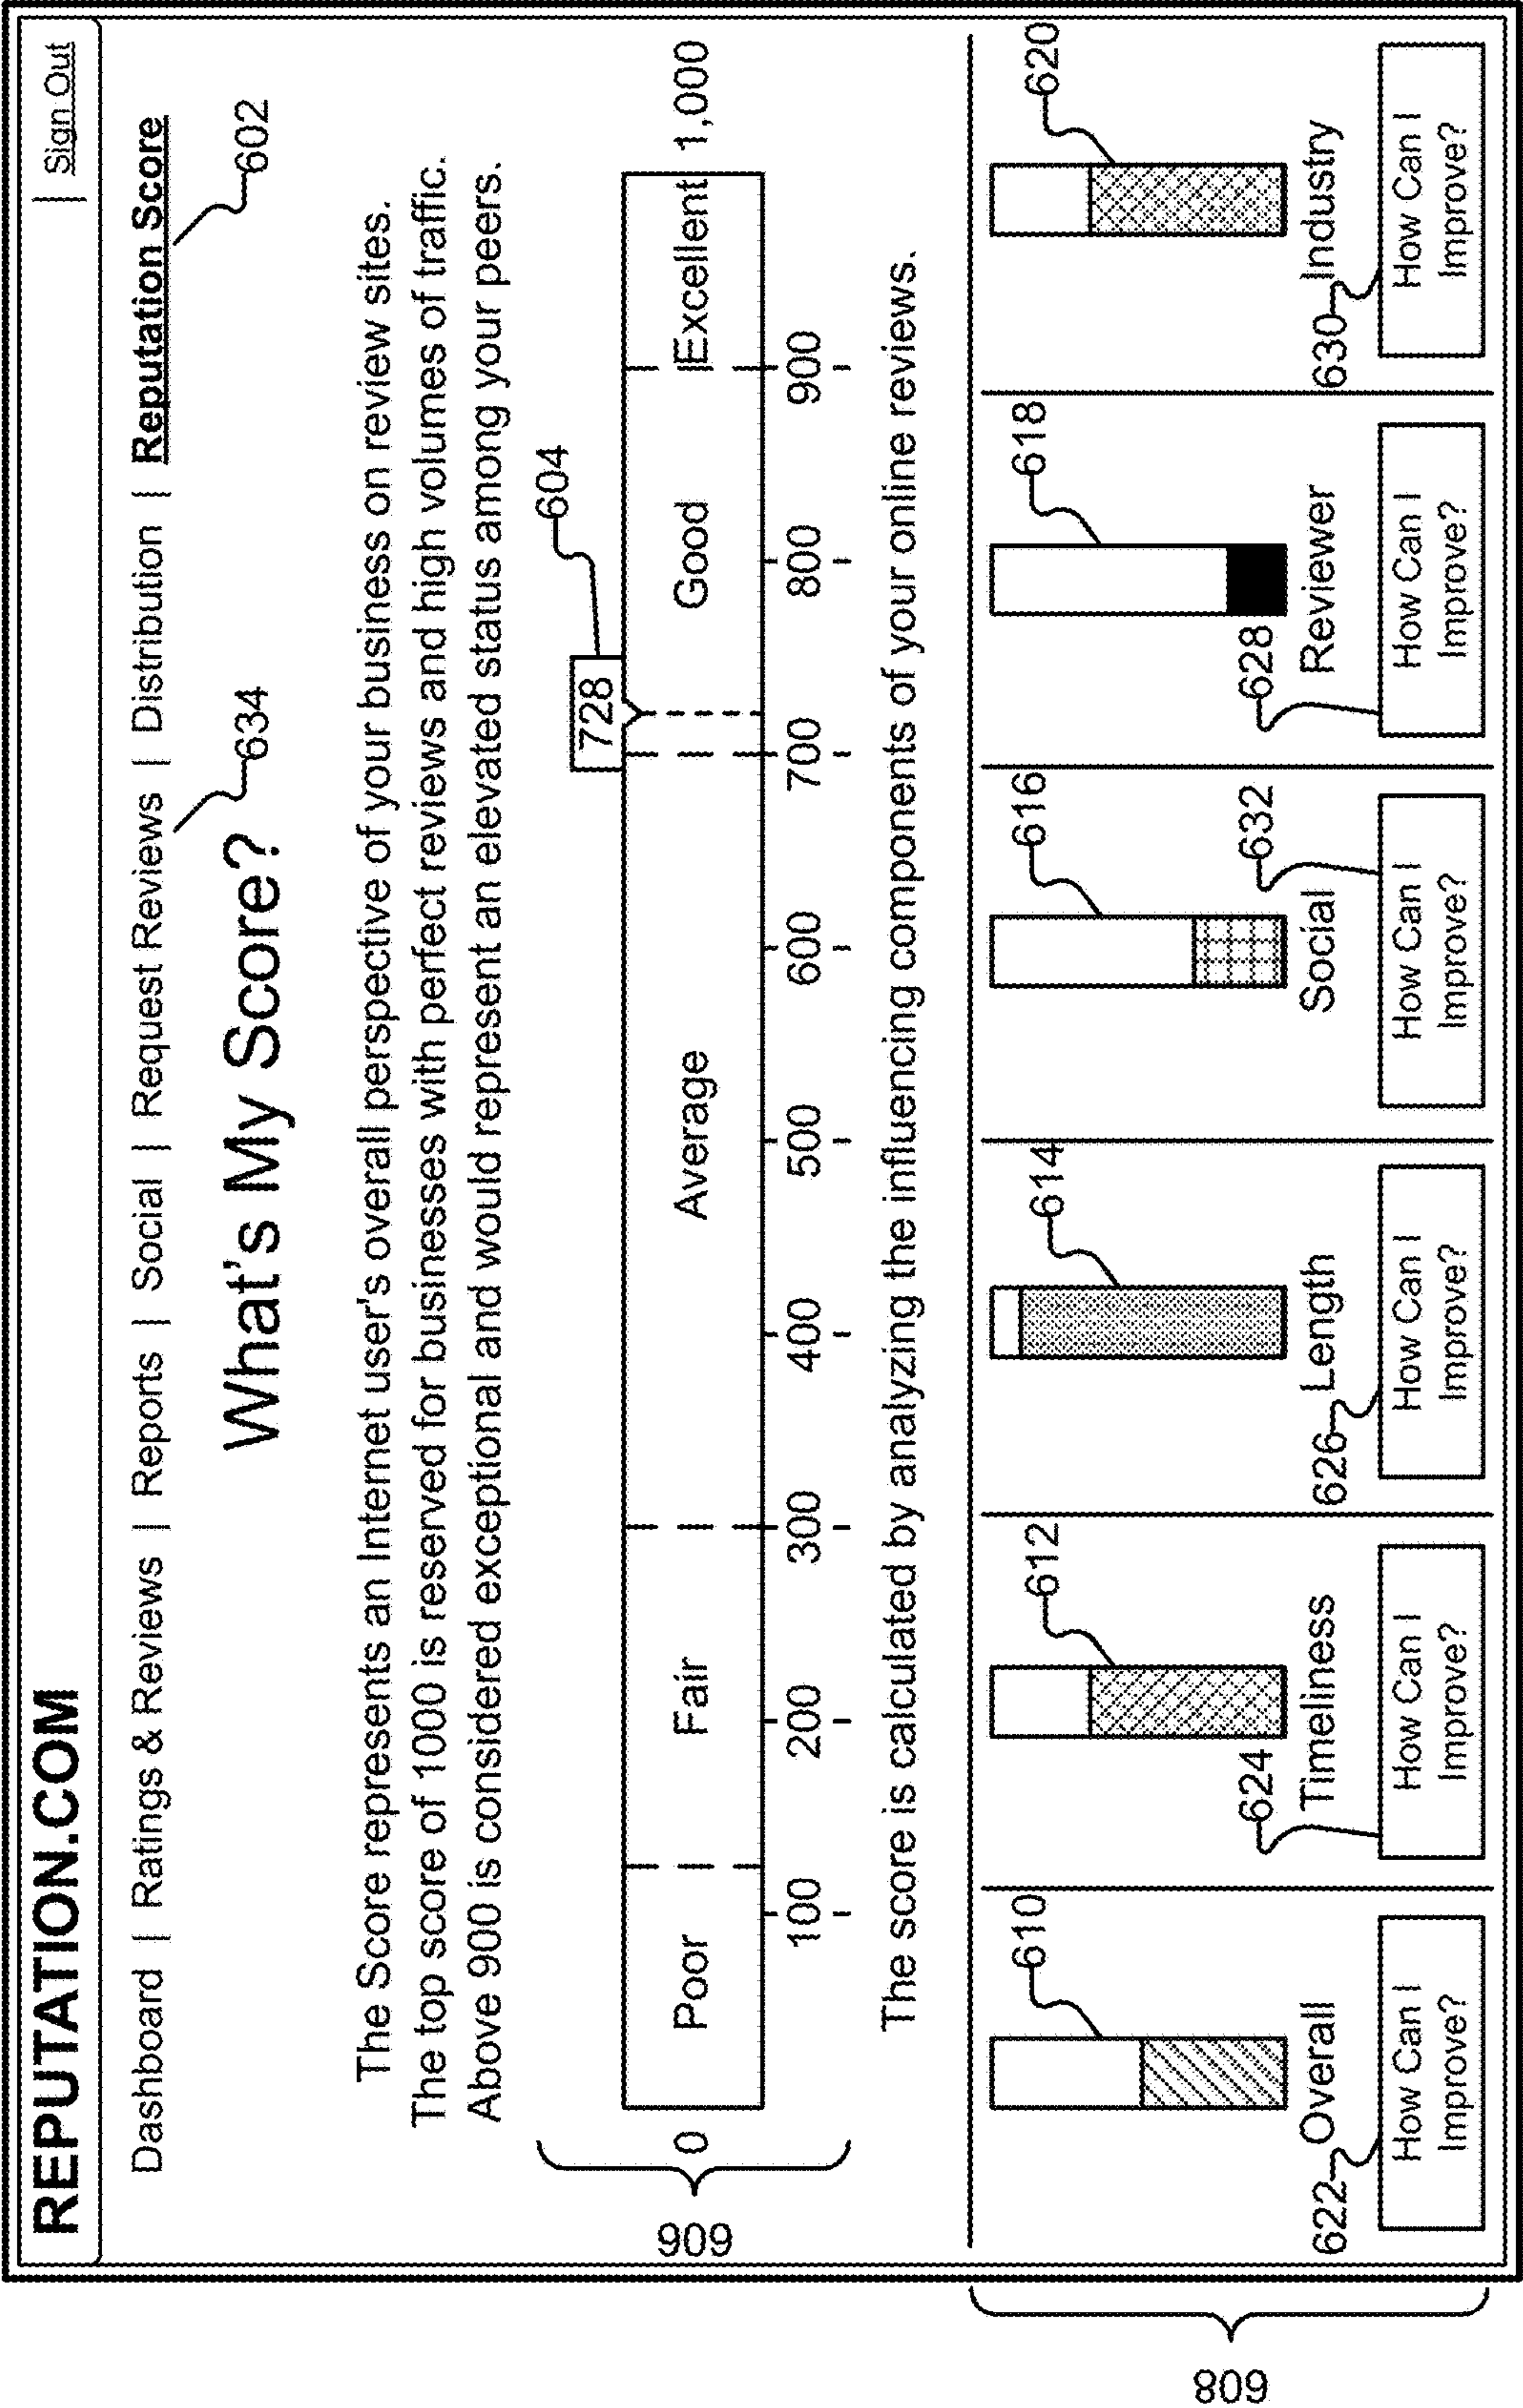 REPUTATION.COM
| Sign Out
Dashboard | Ratings & Reviews | Reports | Social | Request Reviews | Distribution | Reputation Score
602
634
What's My Score?
The Score represents an Internet user's overall perspective of your business on review sites.
The top score of 1000 is reserved for businesses with perfect reviews and high volumes of traffic.
Above 900 is considered exceptional and would represent an elevated status among your peers.
604
728
606
0 Poor Fair Average Good Excellent 1,000
100 200 300 400 500 600 700 800 900
The score is calculated by analyzing the influencing components of your online reviews.
608
610 612 614 616 618 620
622 Overall
624 Timeliness
626 Length
Social 632
628 Reviewer
630 Industry
How Can I
Improve?
How Can I
Improve?
How Can I
Improve?
How Can I
Improve?
How Can I
Improve?
How Can I
Improve?